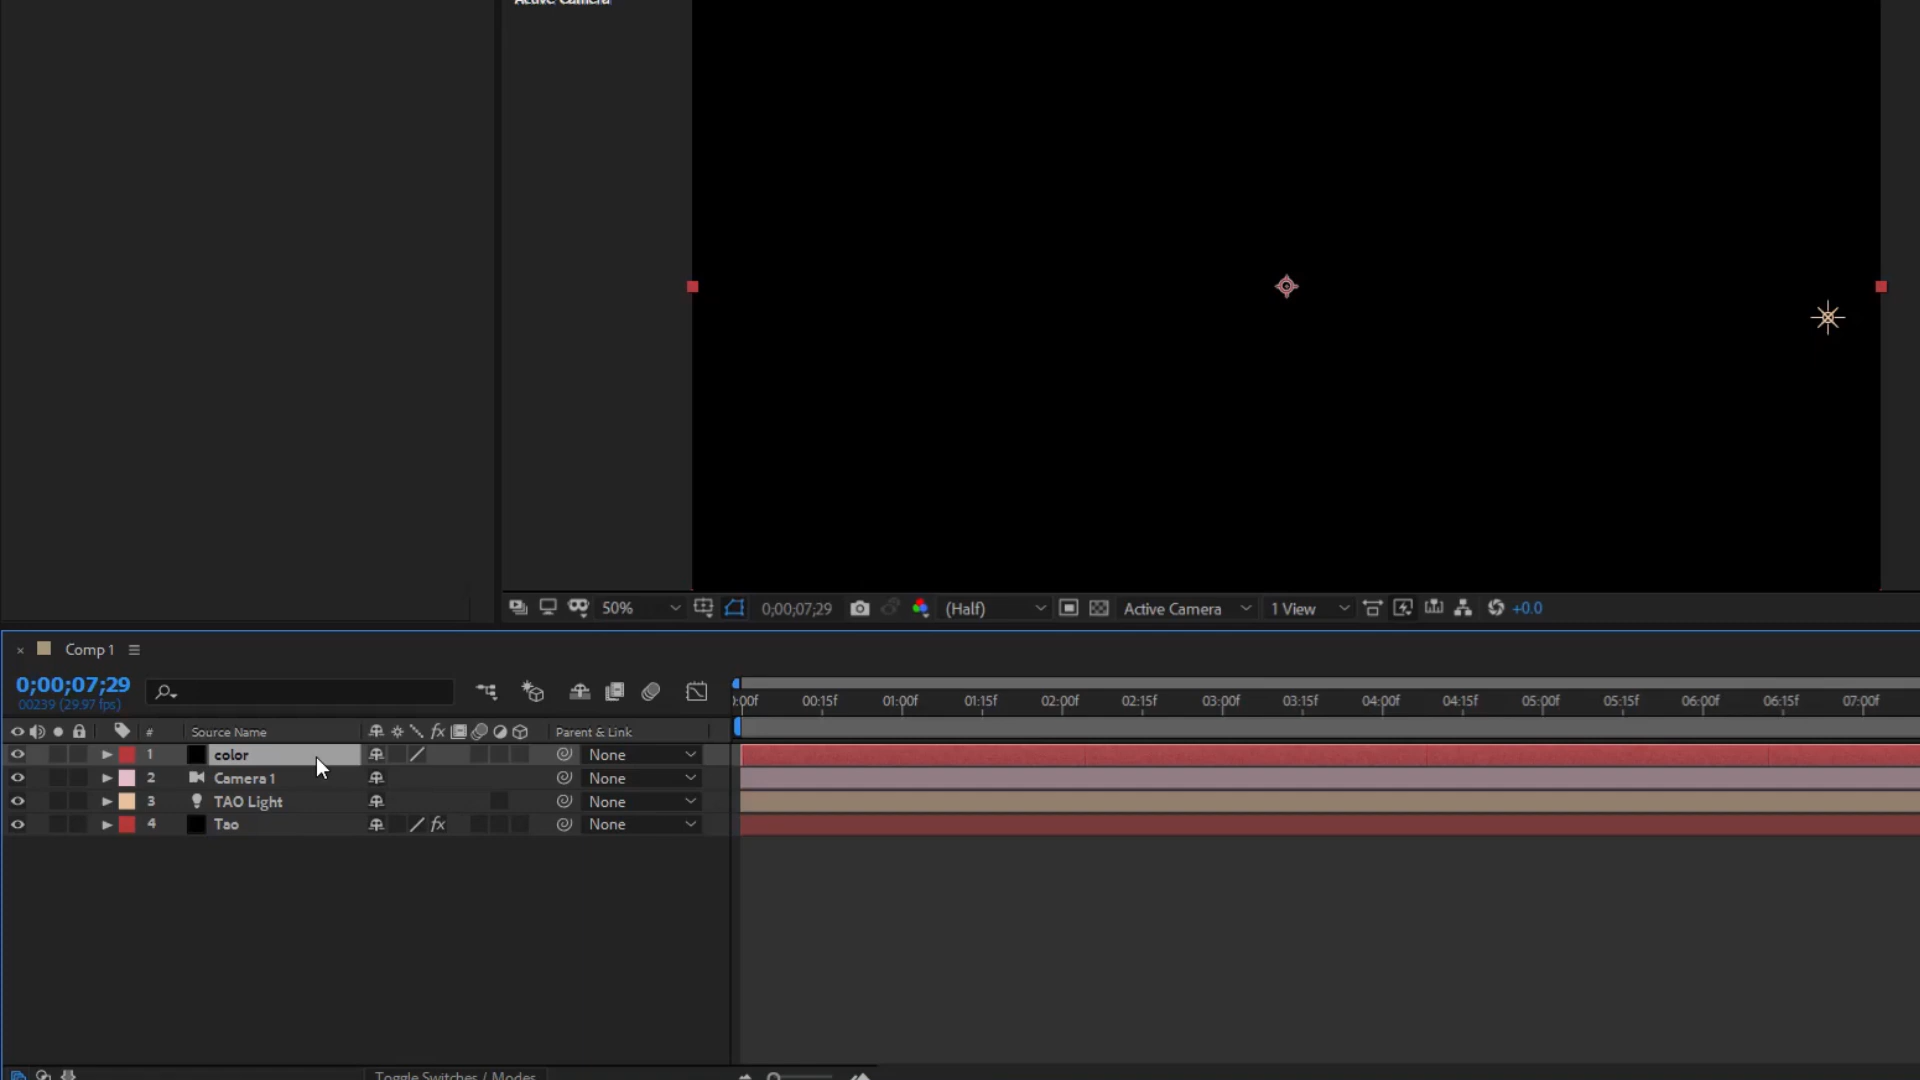 Active Camera
50%
0;00;07;29
(Half)
Active Camera
1 View
+0.0
Comp 1
0;00;07;29
00239 (29.97 fps)
:00f 00:15f 01:00f 01:15f 02:00f 02:15f 03:00f 03:15f 04:00f 04:15f 05:00f 05:15f 06:00f 06:15f 07:00f
# Source Name fx Parent & Link
1 color None
2 Camera 1 None
3 TAO Light None
4 Tao fx None
Toggle Switches / Modes